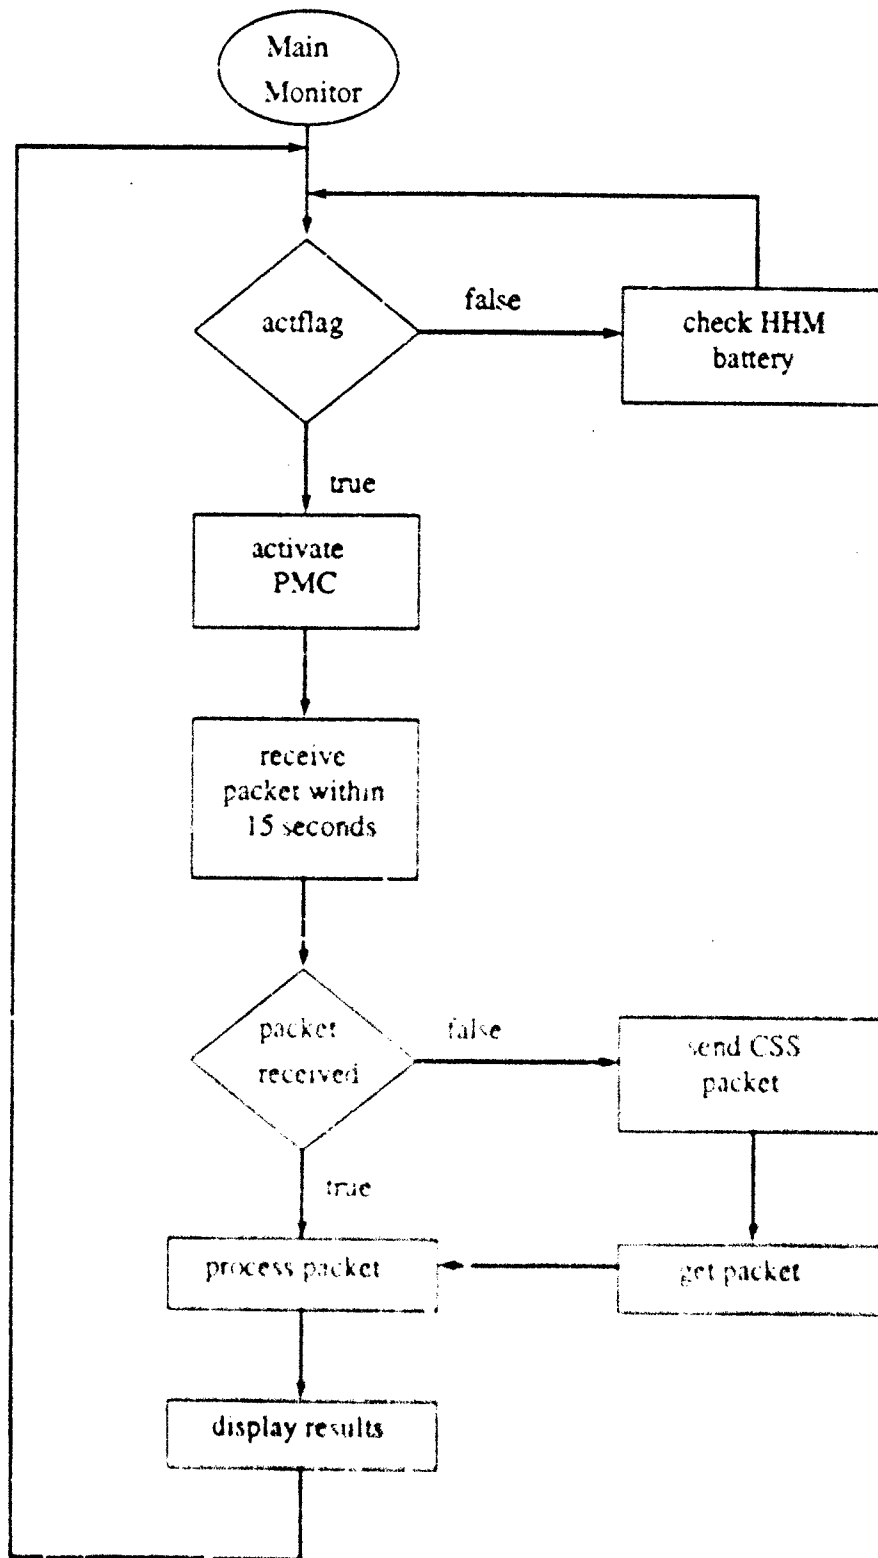 Main
Monitor
actflag
false
check HHM
battery
true
activate
PMC
receive
packet within
15 seconds
packet
received
false
send CSS
packet
true
process packet
get packet
display results